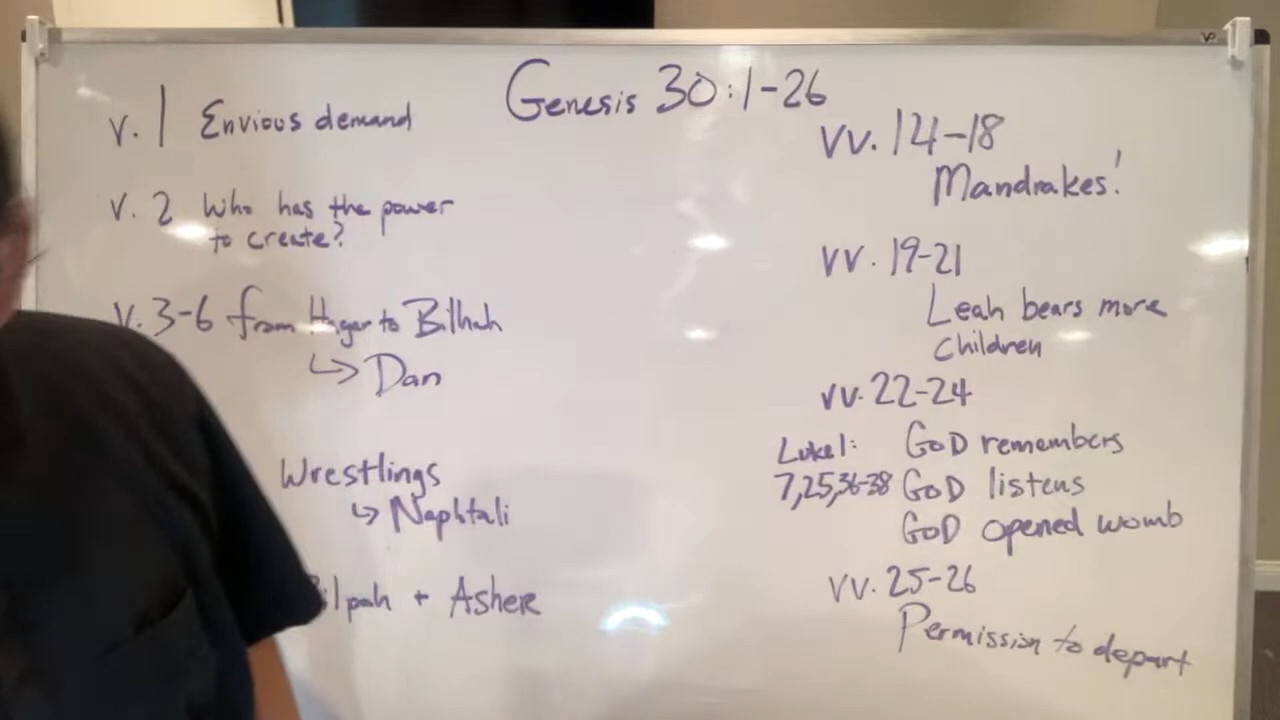 Genesis 30:1-26
v. 1 Envious demand
v. 2 Who has the power
to create?
v. 3-6 from Hagar to Bilhah
↳ Dan
Wrestlings
↳ Naphtali
ilpah + Asher
vv. 14-18
Mandrakes!
vv. 19-21
Leah bears more
children
vv. 22-24
Luke 1:
7,25,36-38
GOD remembers
GOD listens
GOD opened womb
vv. 25-26
Permission to depart